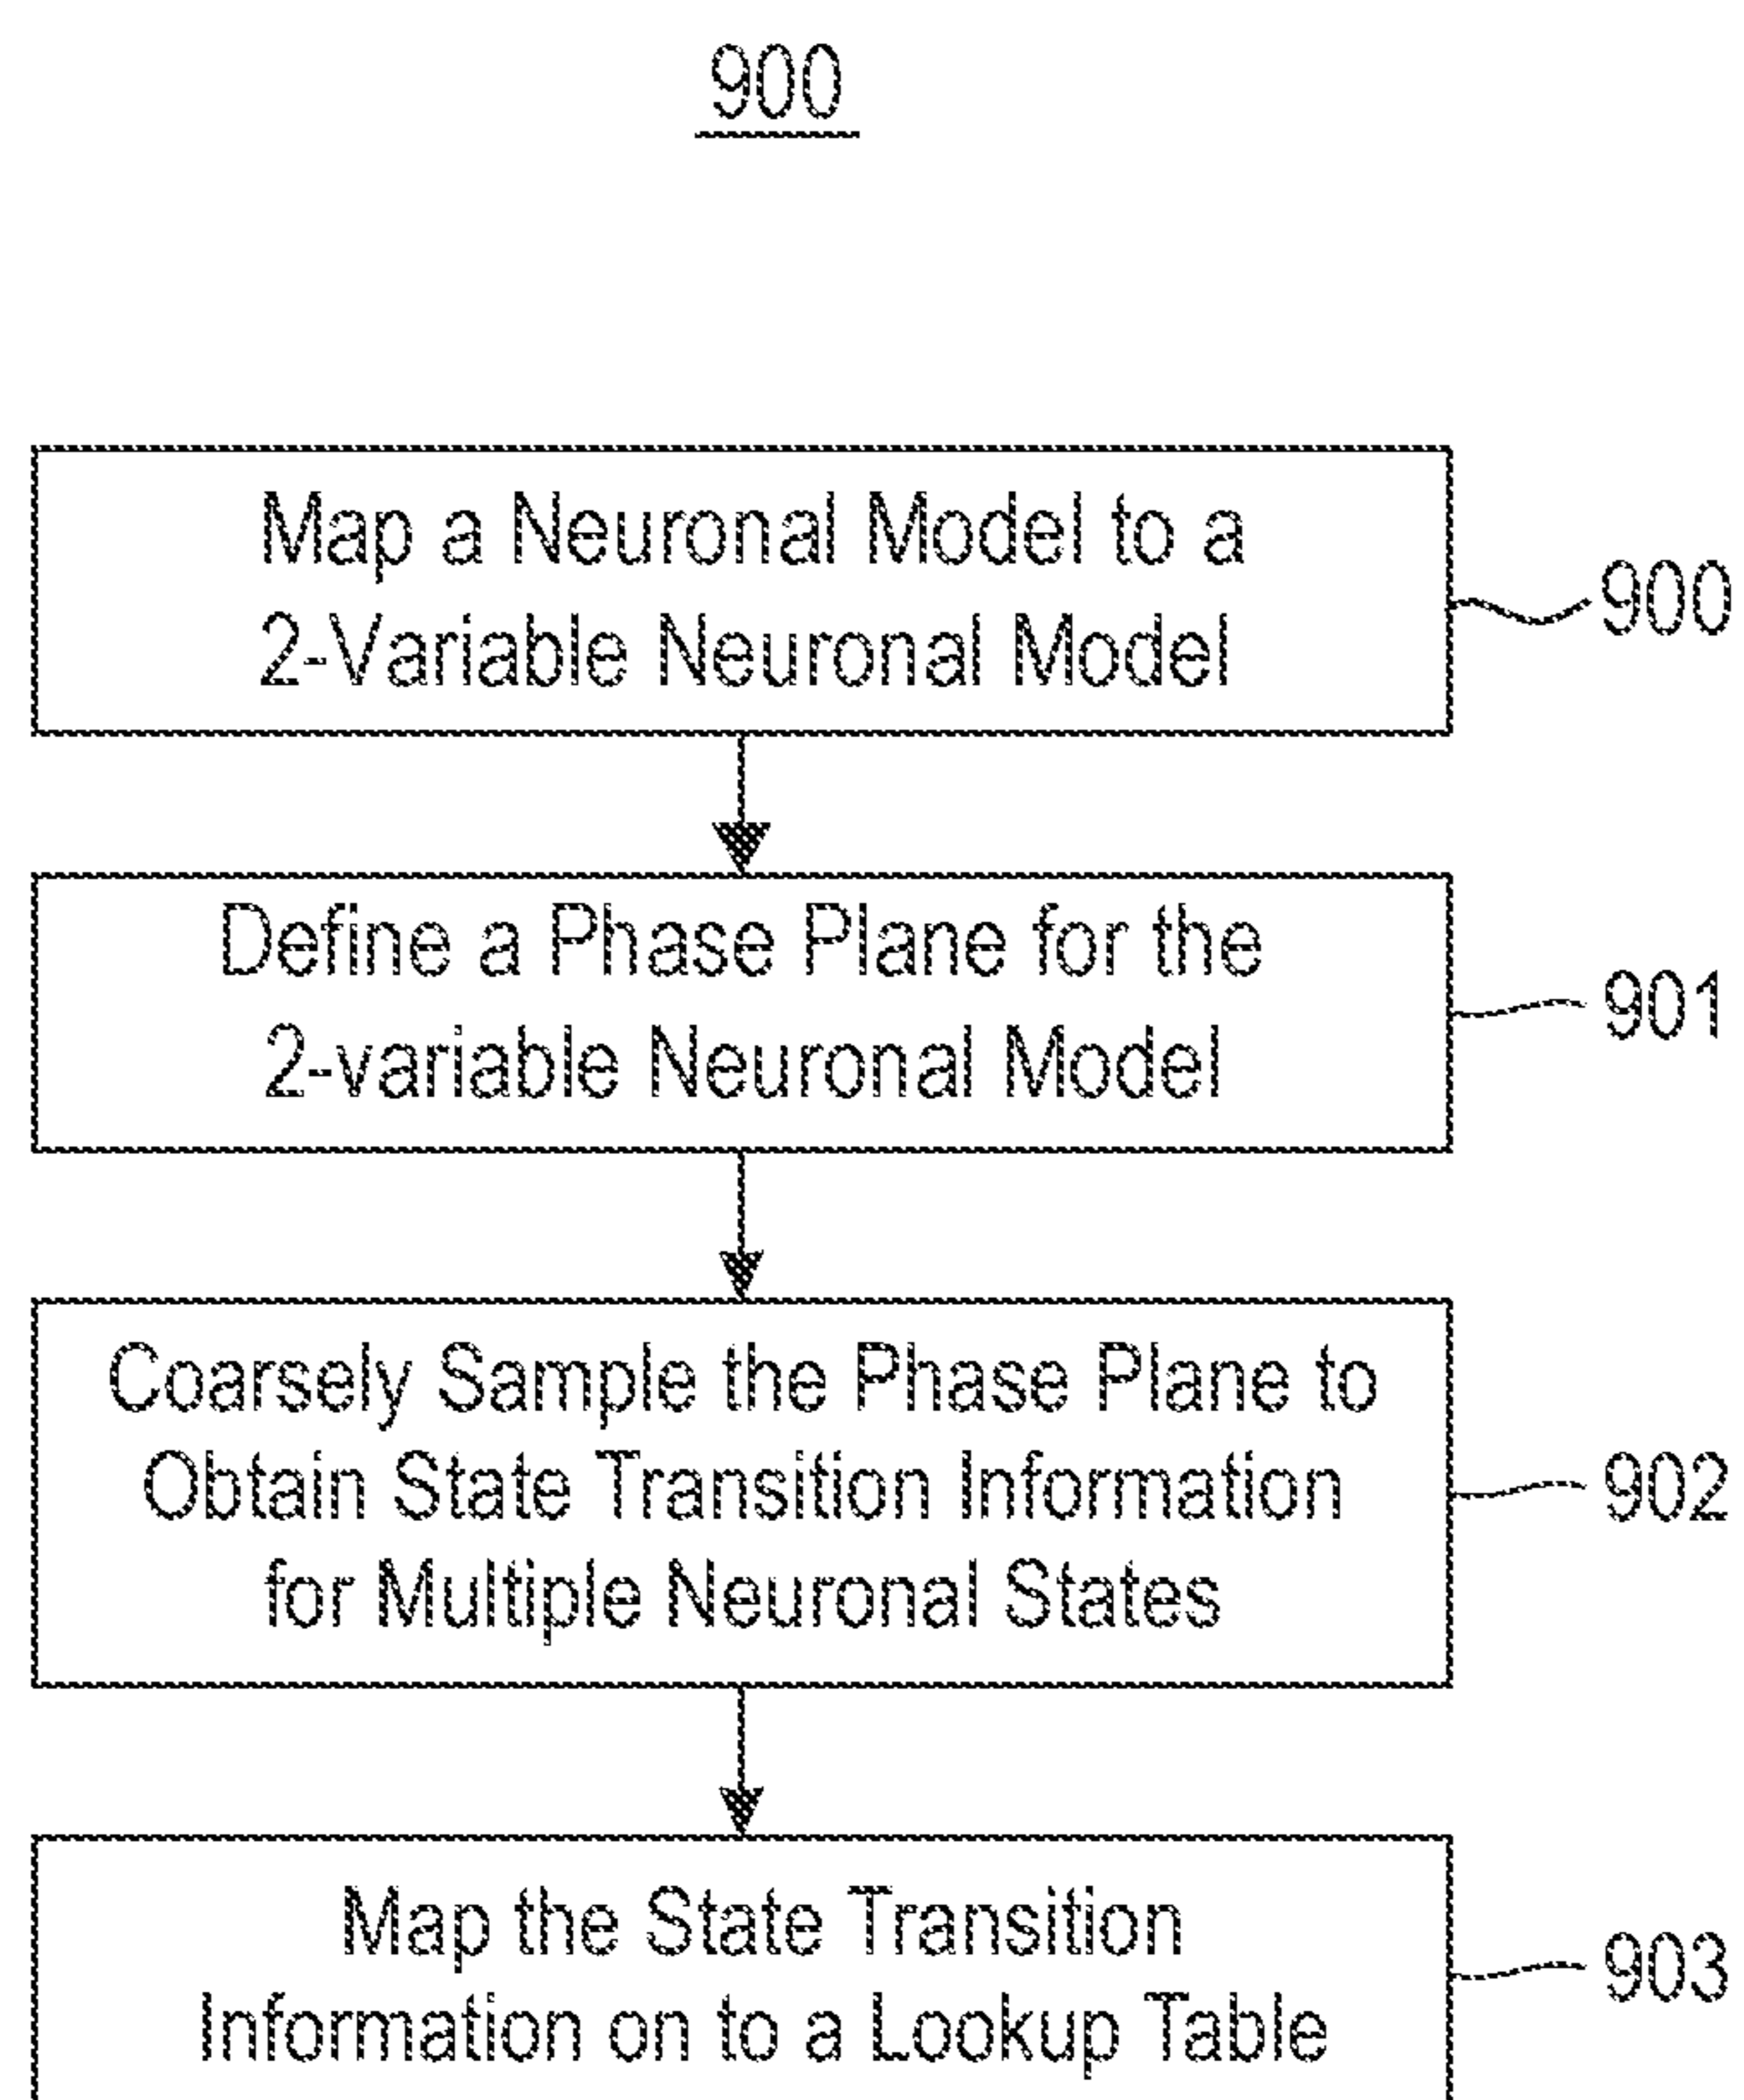 900
Map a Neuronal Model to a
2-Variable Neuronal Model
900
Define a Phase Plane for the
2-variable Neuronal Model
901
Coarsely Sample the Phase Plane to
Obtain State Transition Information
for Multiple Neuronal States
902
Map the State Transition
Information on to a Lookup Table
903